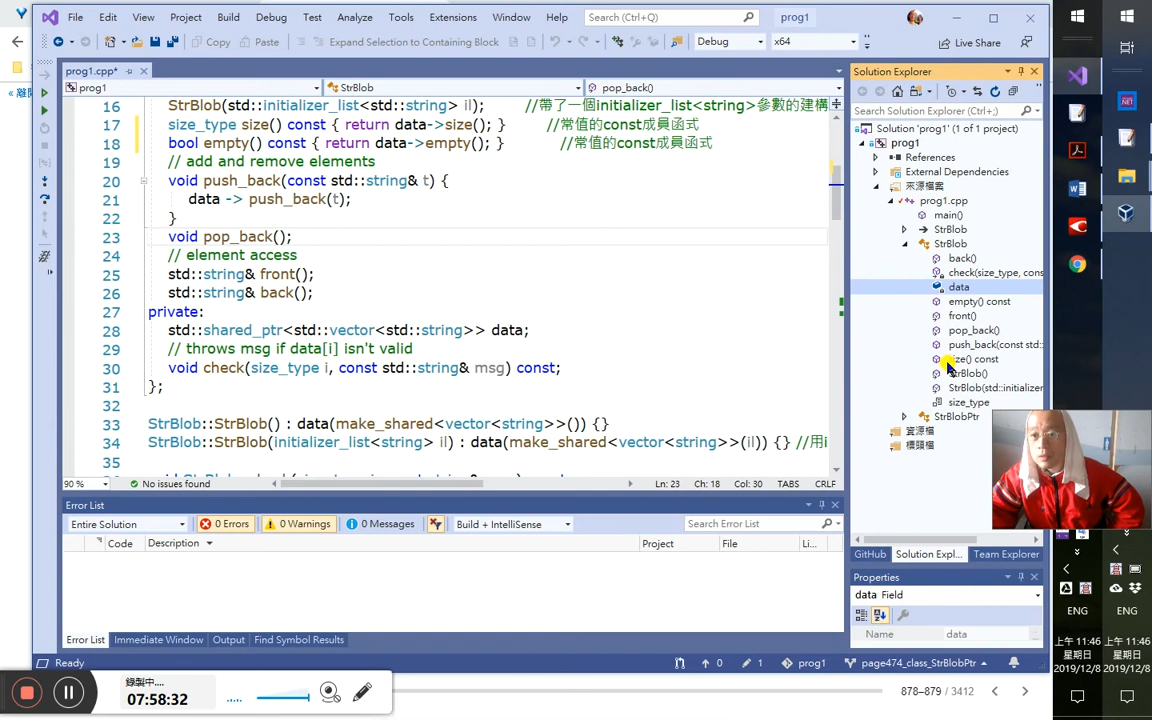 File Edit View Project Build Debug Test Analyze Tools Extensions Window Help Search (Ctrl+Q) prog1
Copy Paste Expand Selection to Containing Block Debug x64 Live Share
prog1.cpp*
prog1 StrBlob pop_back()
16 StrBlob(std::initializer_list<std::string> il); //帶了一個initializer_list<string>參數的建構
17 size_type size() const { return data->size(); } //常值的const成員函式
18 bool empty() const { return data->empty(); } //常值的const成員函式
19 // add and remove elements
20 void push_back(const std::string& t) {
21 data -> push_back(t);
22 }
23 void pop_back();
24 // element access
25 std::string& front();
26 std::string& back();
27 private:
28 std::shared_ptr<std::vector<std::string>> data;
29 // throws msg if data[i] isn't valid
30 void check(size_type i, const std::string& msg) const;
31 };
32
33 StrBlob::StrBlob() : data(make_shared<vector<string>>()) {}
34 StrBlob::StrBlob(initializer_list<string> il) : data(make_shared<vector<string>>(il)) {} //用i
35
90 % No issues found Ln: 23 Ch: 18 Col: 30 TABS CRLF
Error List
Entire Solution 0 Errors 0 Warnings 0 Messages Build + IntelliSense Search Error List
Code Description Project File Li...
Error List Immediate Window Output Find Symbol Results
Ready 0 1 prog1 page474_class_StrBlobPtr
Solution Explorer
Search Solution Explorer
Solution 'prog1' (1 of 1 project)
prog1
References
External Dependencies
來源檔案
prog1.cpp
main()
StrBlob
StrBlob
back()
check(size_type, cons
data
empty() const
front()
pop_back()
push_back(const std::
size() const
StrBlob()
StrBlob(std::initializer
size_type
StrBlobPtr
資源檔
標頭檔
GitHub Solution Expl... Team Explorer
Properties
data Field
Name data
錄製中....
07:58:32
878–879 / 3412
ENG
上午 11:46
星期日
2019/12/8
ENG
上午 11:46
星期日
2019/12/8